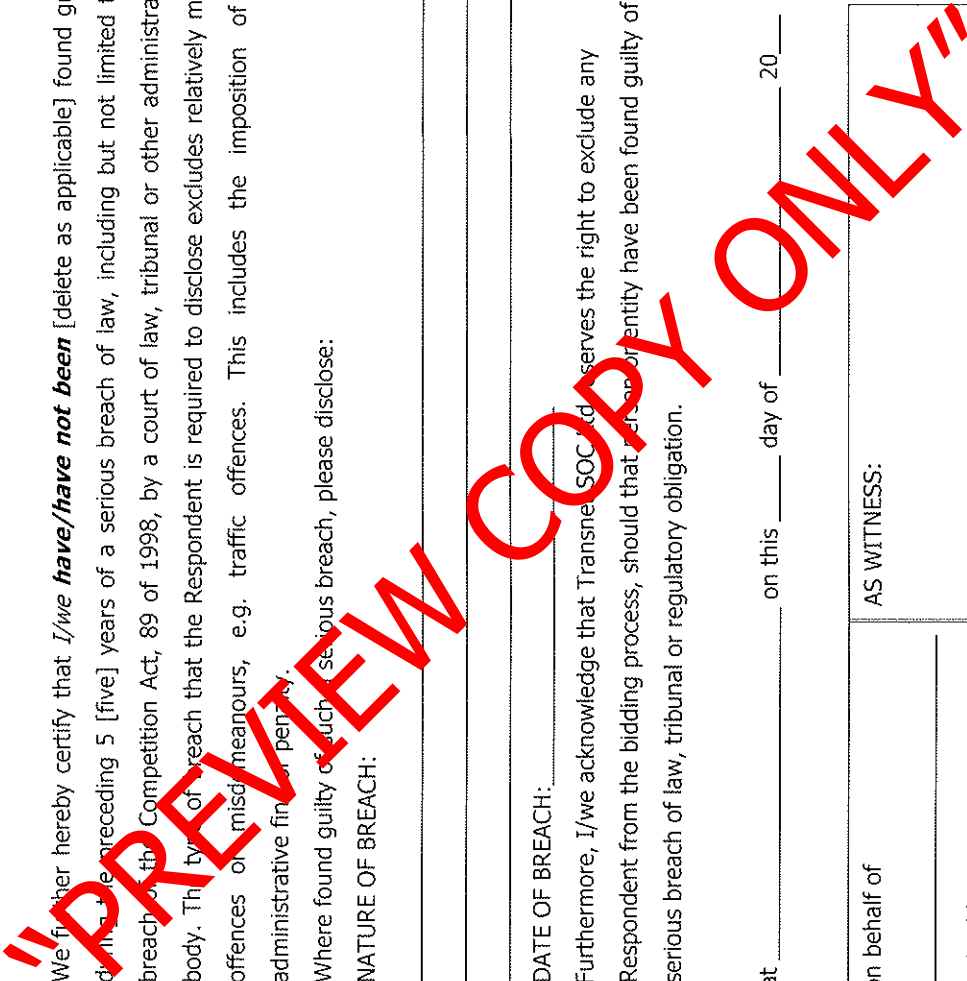 We further hereby certify that I/we have/have not been [delete as applicable] found
during the preceding 5 [five] years of a serious breach of law, including but not limited
breach of the Competition Act, 89 of 1998, by a court of law, tribunal or other
body. The type of breach that the Respondent is required to disclose excludes relatively
offences or misdemeanours, e.g. traffic offences. This includes the imposition of
administrative fine or penalty.
Where found guilty of such a serious breach, please disclose:
NATURE OF BREACH:
DATE OF BREACH:
Furthermore, I/we acknowledge that Transnet SOC Ltd reserves the right to exclude any
Respondent from the bidding process, should that person or entity have been found guilty of
serious breach of law, tribunal or regulatory obligation.
at on this day of 20
on behalf of
AS WITNESS:
"PREVIEW COPY ONLY"